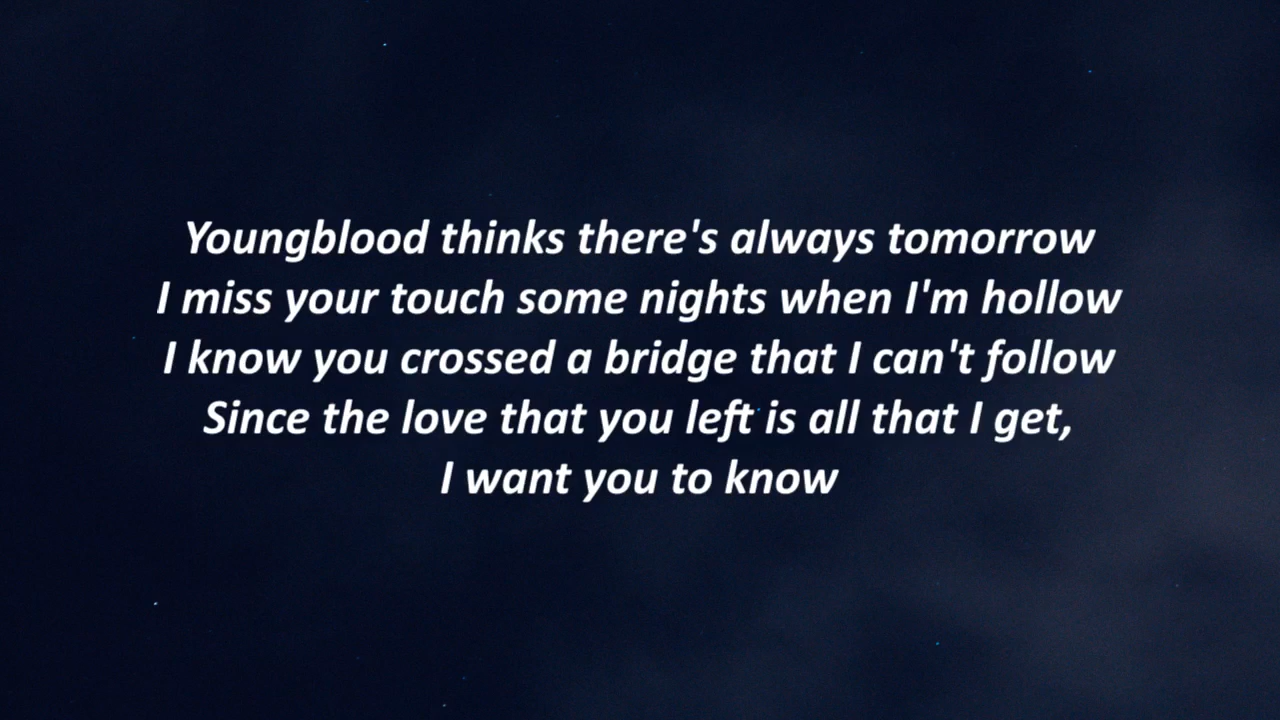 Youngblood thinks there's always tomorrow
I miss your touch some nights when I'm hollow
I know you crossed a bridge that I can't follow
Since the love that you left is all that I get,
I want you to know